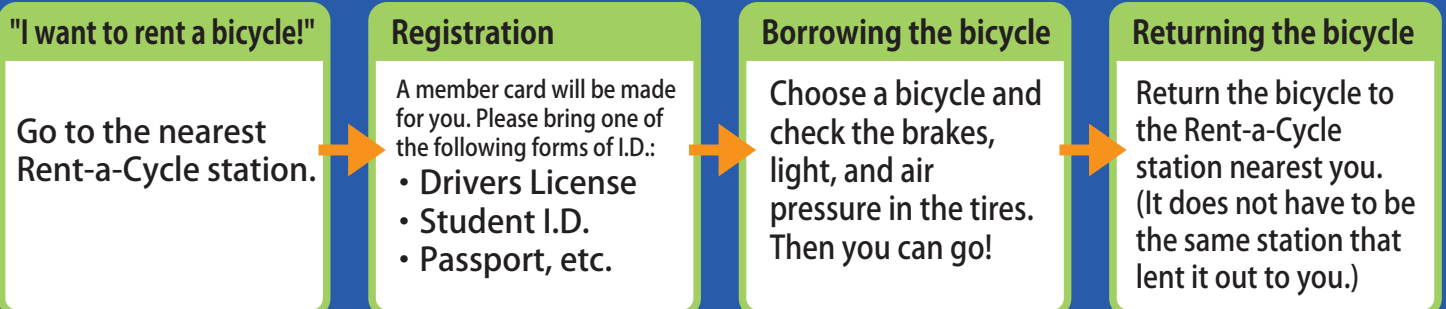 "I want to rent a bicycle!"
Go to the nearest
Rent-a-Cycle station.
Registration
A member card will be made
for you. Please bring one of
the following forms of I.D.:
・Drivers License
・Student I.D.
・Passport, etc.
Borrowing the bicycle
Choose a bicycle and
check the brakes,
light, and air
pressure in the tires.
Then you can go!
Returning the bicycle
Return the bicycle to
the Rent-a-Cycle
station nearest you.
(It does not have to be
the same station that
lent it out to you.)